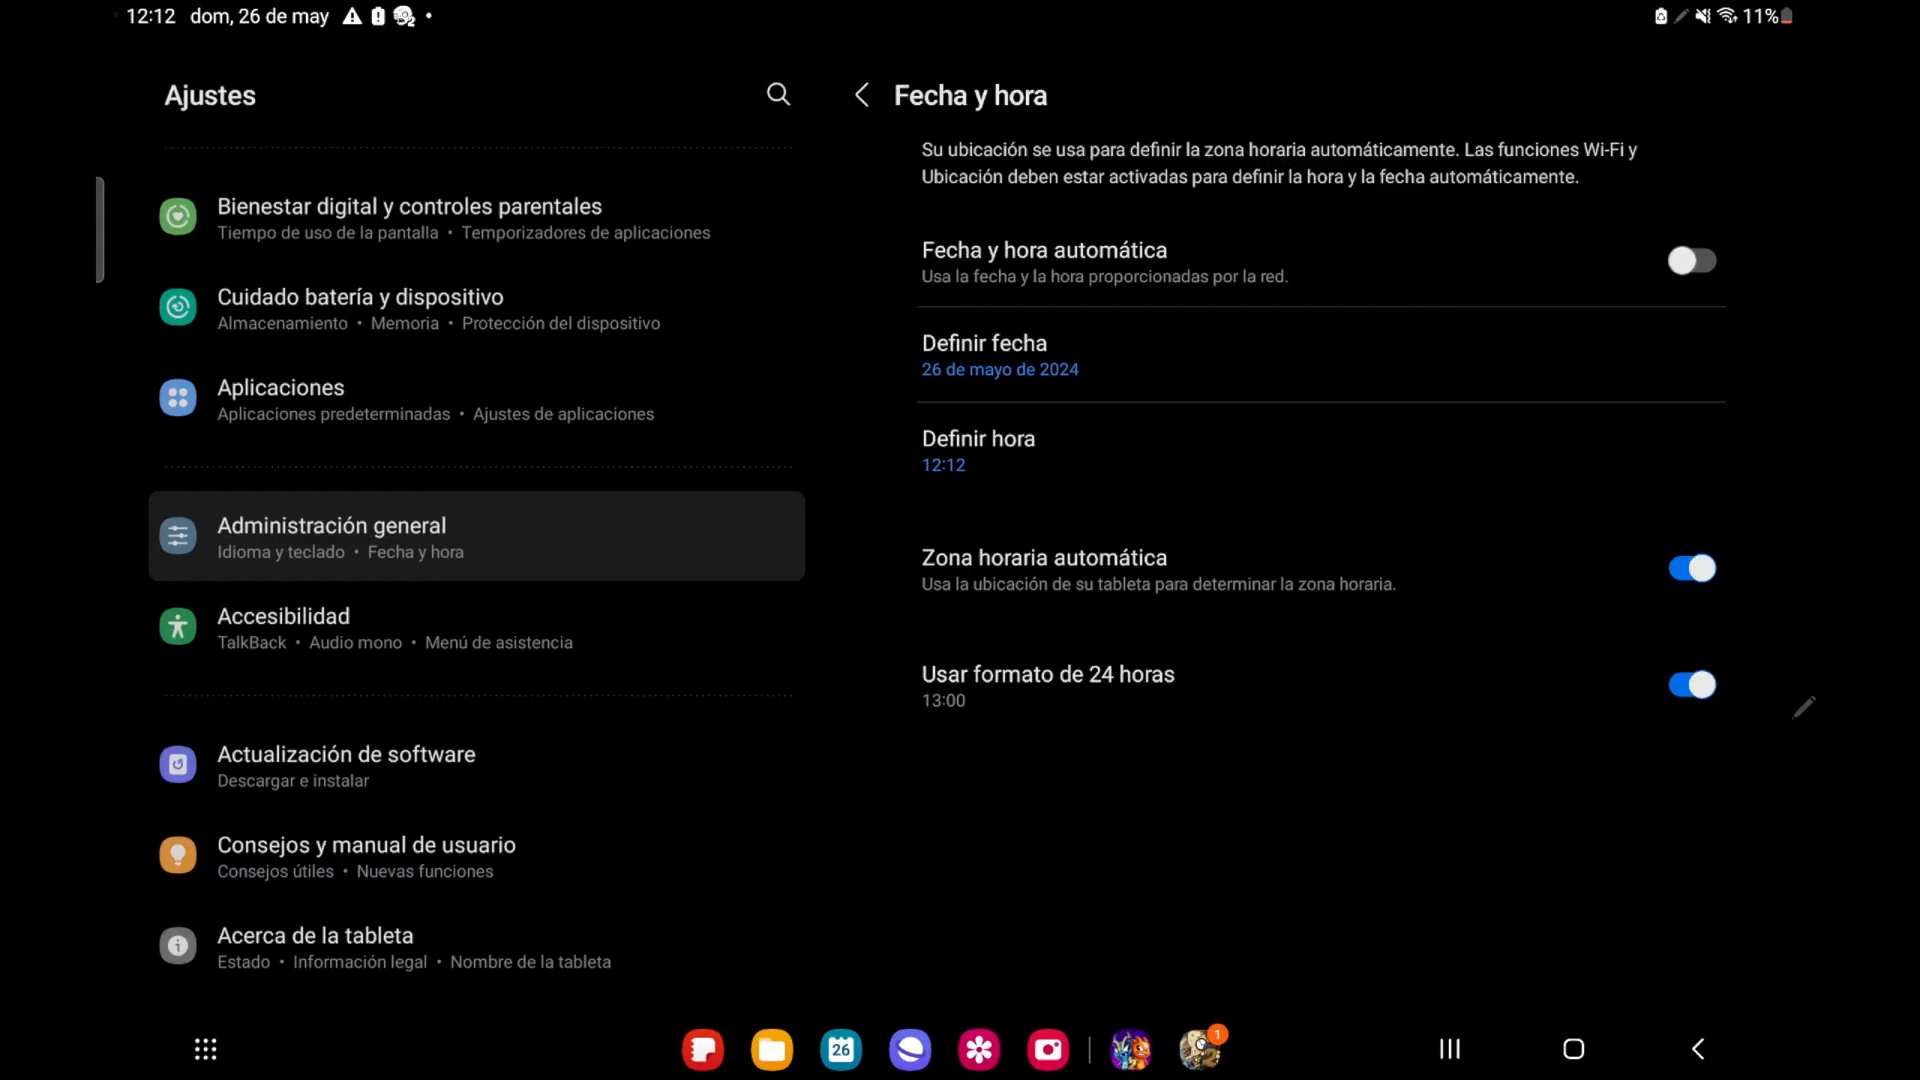 12:12 dom, 26 de may
11%
Ajustes
Bienestar digital y controles parentales
Tiempo de uso de la pantalla • Temporizadores de aplicaciones
Cuidado batería y dispositivo
Almacenamiento • Memoria • Protección del dispositivo
Aplicaciones
Aplicaciones predeterminadas • Ajustes de aplicaciones
Administración general
Idioma y teclado • Fecha y hora
Accesibilidad
TalkBack • Audio mono • Menú de asistencia
Actualización de software
Descargar e instalar
Consejos y manual de usuario
Consejos útiles • Nuevas funciones
Acerca de la tableta
Estado • Información legal • Nombre de la tableta
Fecha y hora
Su ubicación se usa para definir la zona horaria automáticamente. Las funciones Wi-Fi y
Ubicación deben estar activadas para definir la hora y la fecha automáticamente.
Fecha y hora automática
Usa la fecha y la hora proporcionadas por la red.
Definir fecha
26 de mayo de 2024
Definir hora
12:12
Zona horaria automática
Usa la ubicación de su tableta para determinar la zona horaria.
Usar formato de 24 horas
13:00
26
1